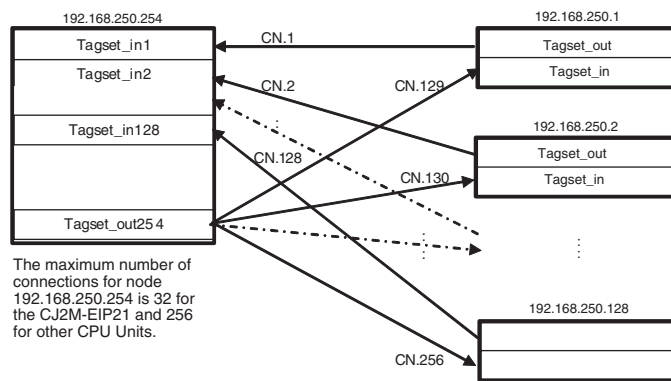 192.168.250.254
Tagset_in1
Tagset_in2
Tagset_in128
Tagset_out25 4
The maximum number of
connections for node
192.168.250.254 is 32 for
the CJ2M-EIP21 and 256
for other CPU Units.
CN.1
CN.2
CN.129
CN.128
CN.130
CN.256
192.168.250.1
Tagset_out
Tagset_in
192.168.250.2
Tagset_out
Tagset_in
192.168.250.128